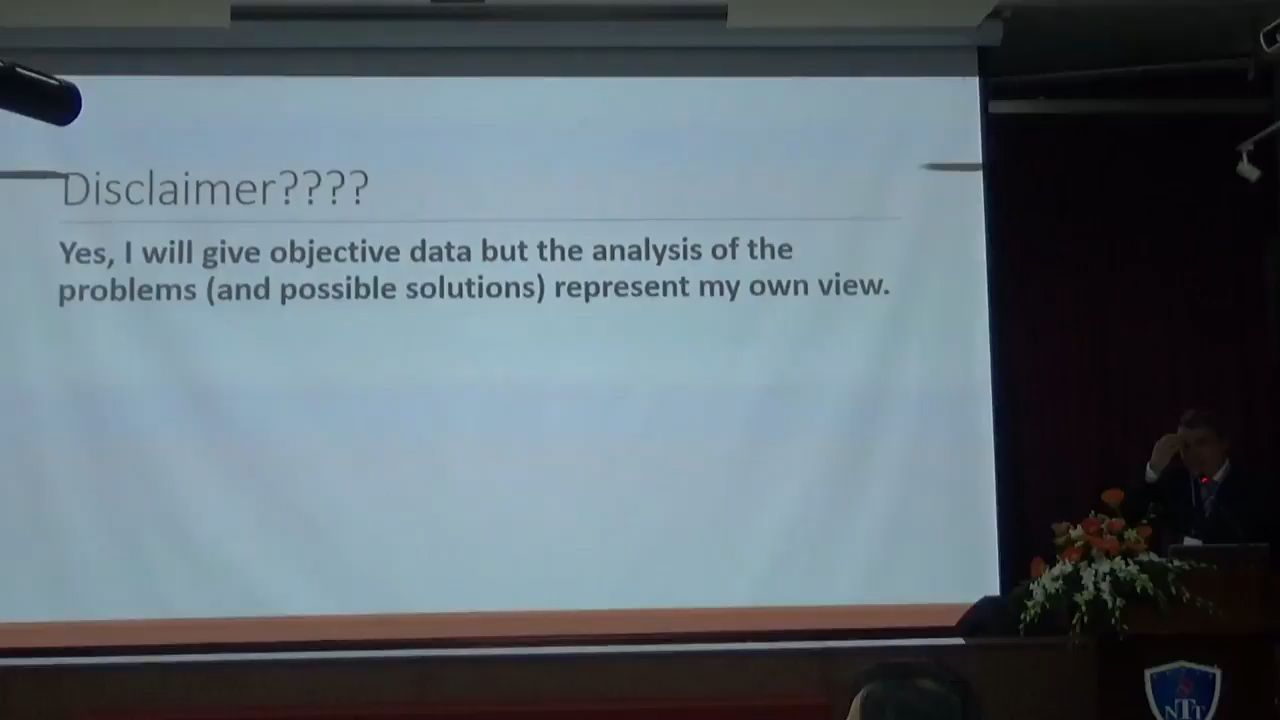 Disclaimer????
Yes, I will give objective data but the analysis of the
problems (and possible solutions) represent my own view.
NTT